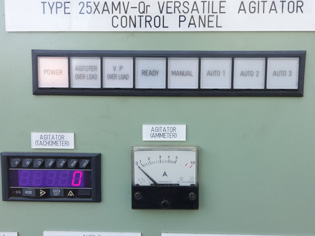 TYPE 25XAMV-Qr VERSATILE AGITATOR
CONTROL PANEL
POWER
AGITATOR
OVER LOAD
V.P
OVER LOAD
READY
MANUAL
AUTO 1
AUTO 2
AUTO 3
AGITATOR
(TACHOMETER)
AGITATOR
(AMMETER)
0
A